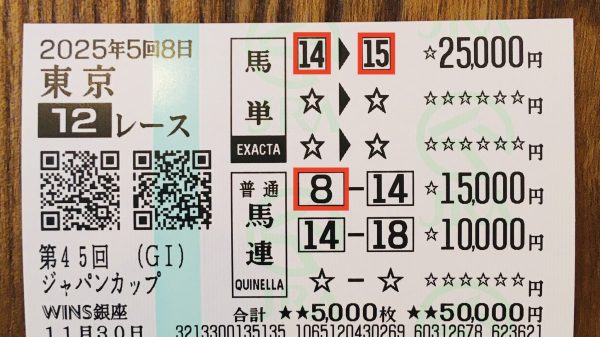 2025年5回8日
東京
12レース
第45回 (GI)
ジャパンカップ
WINS銀座
11月30日
馬単
EXACTA
14▶15 ☆25,000円
☆▶☆ ☆☆☆☆☆☆円
☆▶☆ ☆☆☆☆☆☆円
普通
馬連
QUINELLA
8-14 ☆15,000円
14-18 ☆10,000円
☆-☆ ☆☆☆☆☆☆円
合計 ★★5,000枚 ★★50,000円
3213300135135 1065120430269 60312678 623621